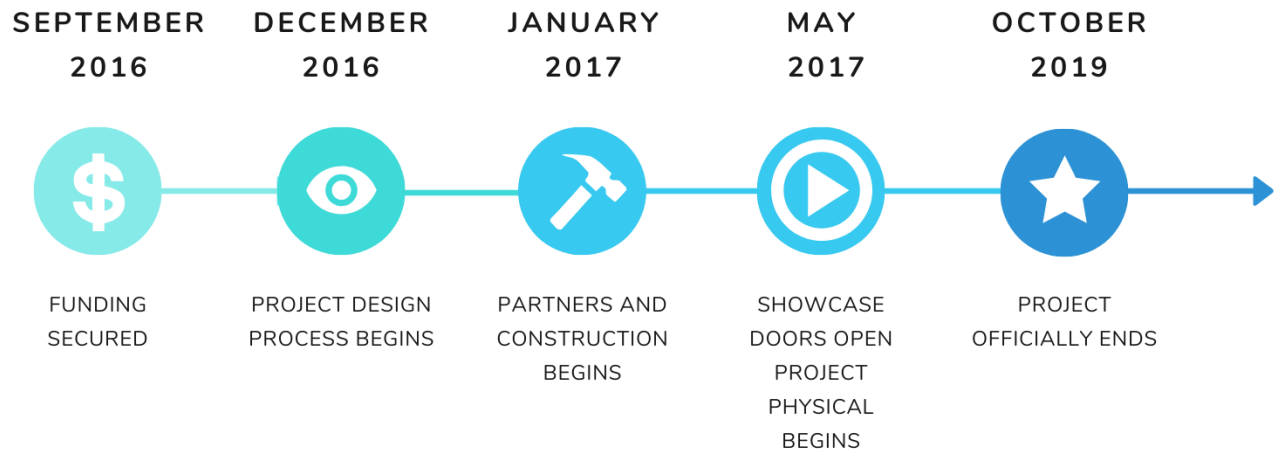 SEPTEMBER
2016
DECEMBER
2016
JANUARY
2017
MAY
2017
OCTOBER
2019
$
FUNDING
SECURED
PROJECT DESIGN
PROCESS BEGINS
PARTNERS AND
CONSTRUCTION
BEGINS
SHOWCASE
DOORS OPEN
PROJECT
PHYSICAL
BEGINS
PROJECT
OFFICIALLY ENDS